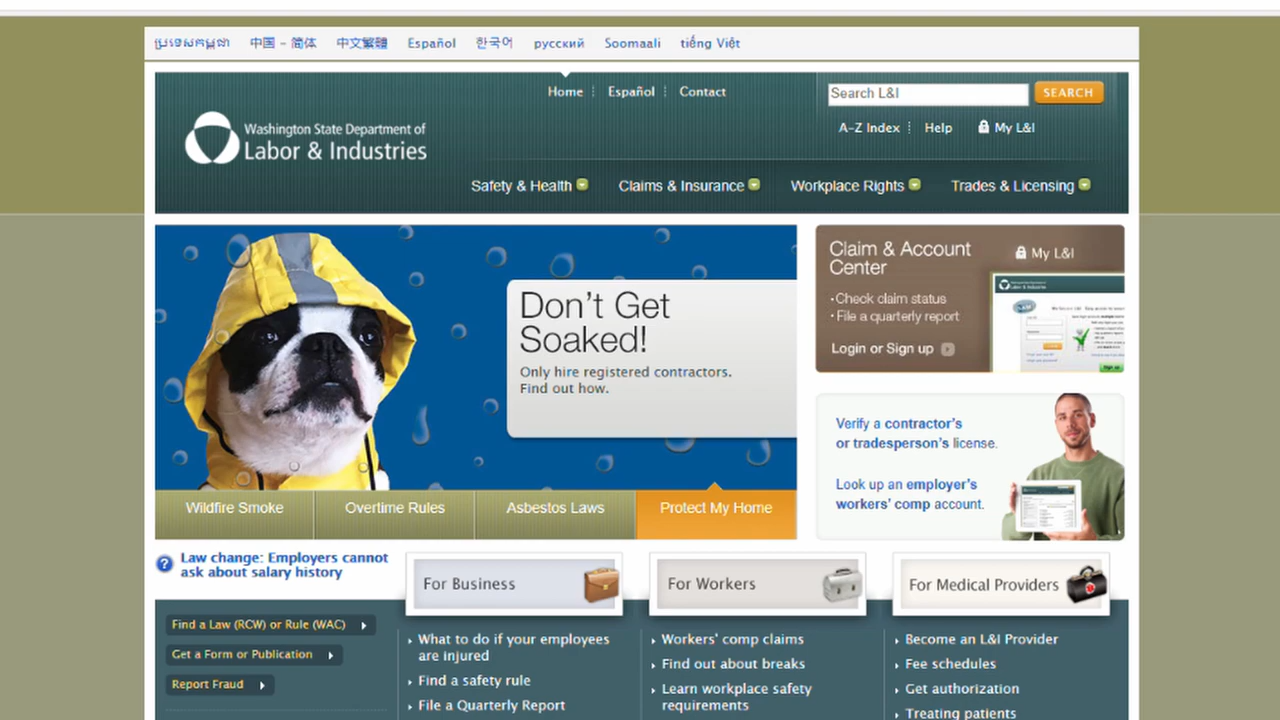 ប្រទេសកម្ពុជា 中国 - 简体 中文繁體 Español 한국어 русский Soomaali tiếng Việt
Home Español Contact
Search L&I SEARCH
A-Z Index Help My L&I
Washington State Department of
Labor & Industries
Safety & Health Claims & Insurance Workplace Rights Trades & Licensing
Don't Get
Soaked!
Only hire registered contractors.
Find out how.
Wildfire Smoke Overtime Rules Asbestos Laws Protect My Home
Claim & Account
Center
My L&I
• Check claim status
• File a quarterly report
Login or Sign up
Verify a contractor's
or tradesperson's license.
Look up an employer's
workers' comp account.
? Law change: Employers cannot
ask about salary history
Find a Law (RCW) or Rule (WAC)
Get a Form or Publication
Report Fraud
For Business
What to do if your employees
are injured
Find a safety rule
File a Quarterly Report
For Workers
Workers' comp claims
Find out about breaks
Learn workplace safety
requirements
For Medical Providers
Become an L&I Provider
Fee schedules
Get authorization
Treating patients